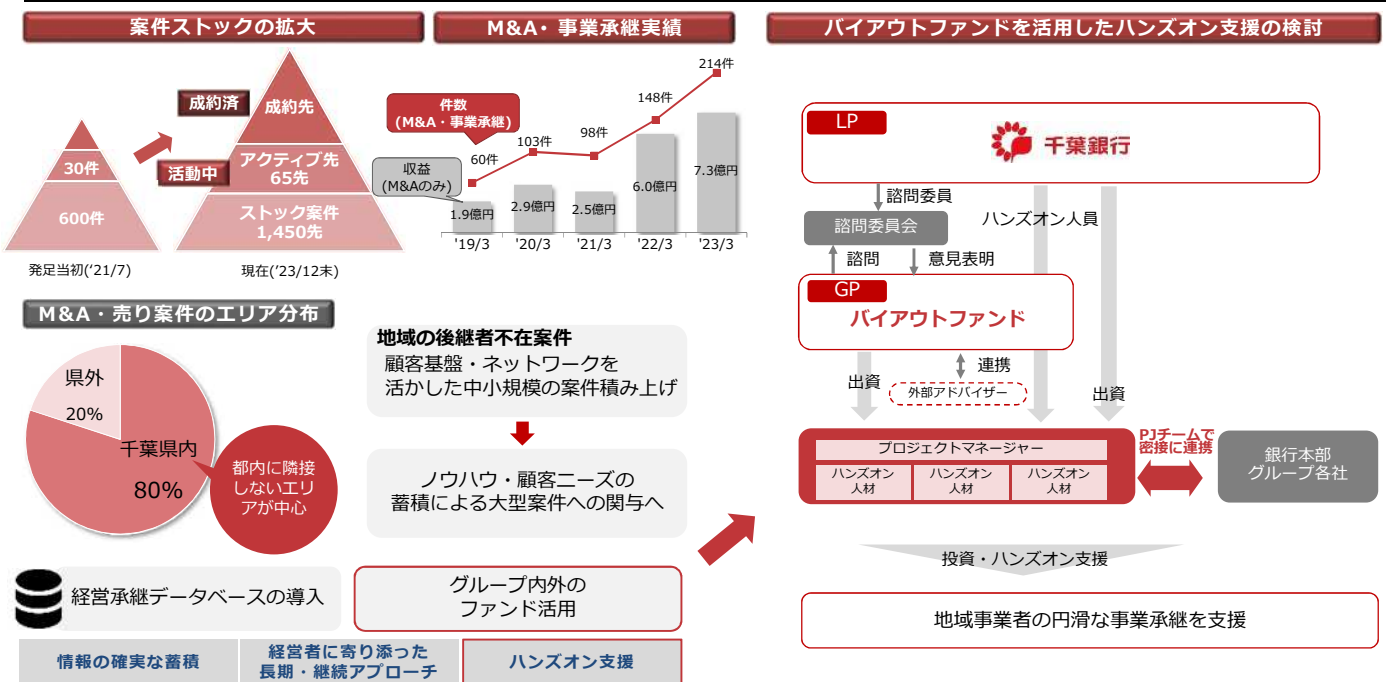 案件ストックの拡大
成約済
成約先
30件
活動中
アクティブ先
65先
600件
ストック案件
1,450先
発足当初('21/7)
現在('23/12末)
M&A・事業承継実績
件数
(M&A・事業承継)
収益
(M&Aのみ)
60件
103件
98件
148件
214件
1.9億円
2.9億円
2.5億円
6.0億円
7.3億円
'19/3
'20/3
'21/3
'22/3
'23/3
M&A・売り案件のエリア分布
県外
20%
千葉県内
80%
都内に隣接
しないエリ
アが中心
地域の後継者不在案件
顧客基盤・ネットワークを
活かした中小規模の案件積み上げ
ノウハウ・顧客ニーズの
蓄積による大型案件への関与へ
経営承継データベースの導入
グループ内外の
ファンド活用
情報の確実な蓄積
経営者に寄り添った
長期・継続アプローチ
ハンズオン支援
バイアウトファンドを活用したハンズオン支援の検討
LP
千葉銀行
諮問委員
諮問委員会
ハンズオン人員
諮問
意見表明
GP
バイアウトファンド
出資
連携
外部アドバイザー
出資
プロジェクトマネージャー
ハンズオン
人材
ハンズオン
人材
ハンズオン
人材
PJチームで
密接に連携
銀行本部
グループ各社
投資・ハンズオン支援
地域事業者の円滑な事業承継を支援